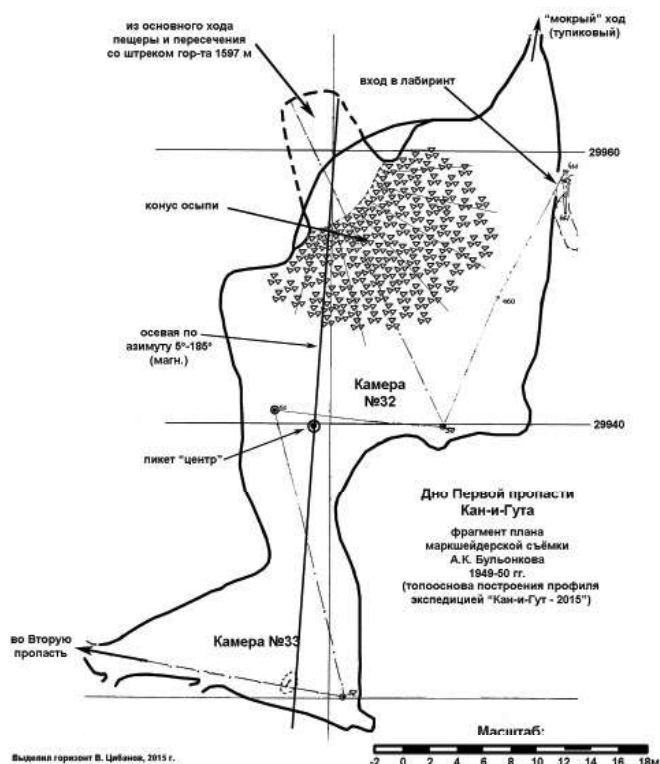 из основного хода
пещеры и пересечения
со штреком гор-та 1597 м
"мокрый" ход
(тупиковый)
вход в лабиринт
29960
конус осыпи
осевая по
азимуту 5°-185°
(магн.)
Камера
№32
29940
пикет "центр"
Дно Первой пропасти
Кан-и-Гута
фрагмент плана
маркшейдерской съёмки
А.К. Бульонкова
1949-50 гг.
(топооснова построения профиля
экспедицией "Кан-и-Гут - 2015")
во Вторую
пропасть
Камера №33
Масштаб:
-2 0 2 4 6 8 10 12 14 16 18м
Выделил горизонт В. Цибанов, 2015 г.